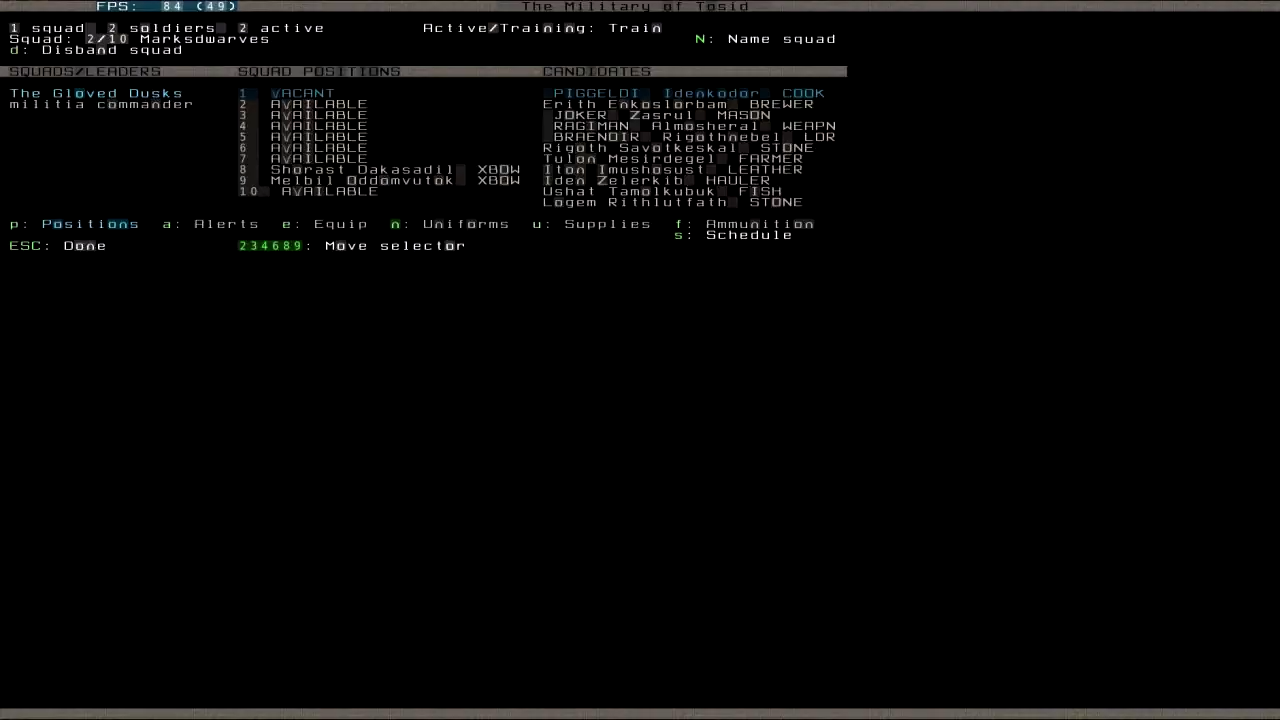 FPS: 84 (49) The Military of Tosid
1 squad 2 soldiers 2 active Active/Training: Train
Squad: 2/10 Marksdwarves N: Name squad
d: Disband squad
SQUADS/LEADERS SQUAD POSITIONS CANDIDATES
The Gloved Dusks 1 VACANT PIGGELDI Idenkodor COOK
militia commander 2 AVAILABLE Erith Enkoslorbam BREWER
3 AVAILABLE JOKER Zasrul MASON
4 AVAILABLE RAGIMAN Almosheral WEAPN
5 AVAILABLE BRAENOIR Rigothnebel LOR
6 AVAILABLE Rigoth Savotkeskal STONE
7 AVAILABLE Tulon Mesirdegel FARMER
8 Shorast Dakasadil XBOW Iton Imushosust LEATHER
9 Melbil Oddomvutok XBOW Iden Zelerkib HAULER
10 AVAILABLE Ushat Tamolkubuk FISH
Logem Rithlutfath STONE
p: Positions a: Alerts e: Equip n: Uniforms u: Supplies f: Ammunition
s: Schedule
ESC: Done 234689: Move selector